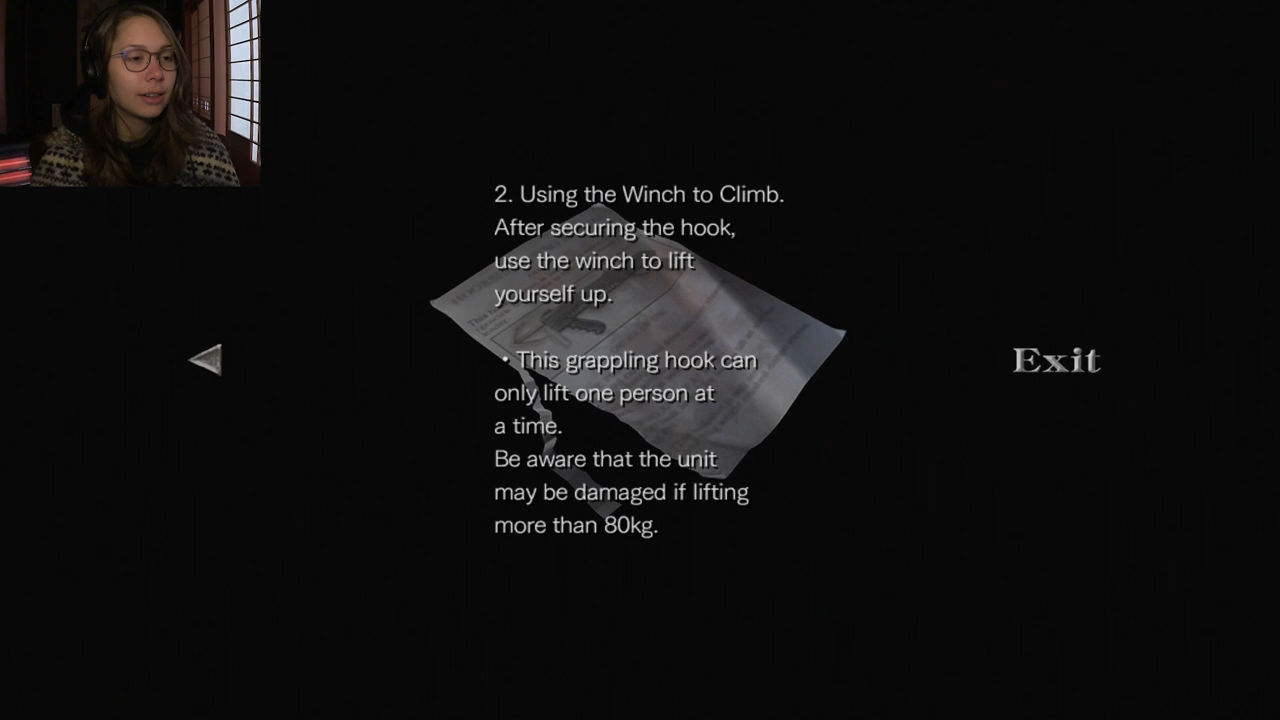 2. Using the Winch to Climb.
After securing the hook,
use the winch to lift
yourself up.
・This grappling hook can
only lift one person at
a time.
Be aware that the unit
may be damaged if lifting
more than 80kg.
Exit